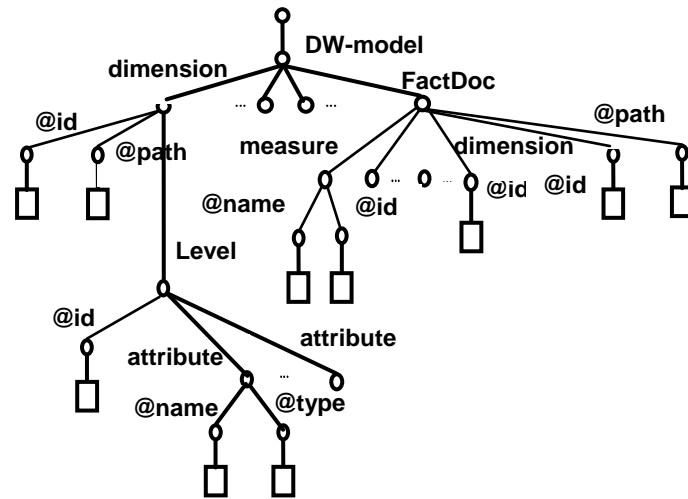 DW-model
dimension
FactDoc
...
...
@id
@path
@path
measure
dimension
... ...
@name
@id
@id
@id
Level
@id
attribute
attribute
...
@name
@type